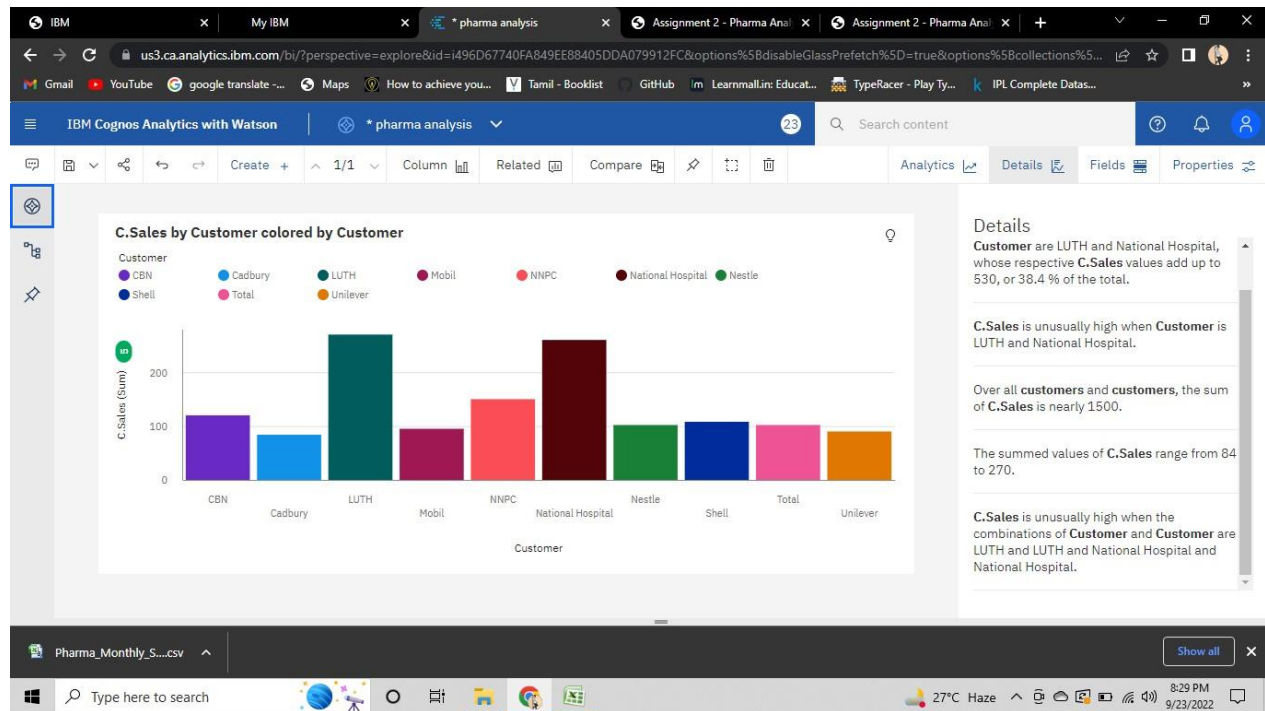 IBM
My IBM
* pharma analysis
Assignment 2 - Pharma Anal
Assignment 2 - Pharma Anal
us3.ca.analytics.ibm.com/bi/?perspective=explore&id=i496D67740FA849EE88405DDA079912FC&options%5BdisableGlassPrefetch%5D=true&options%5Bcollections%5...
Gmail
YouTube
google translate -...
Maps
How to achieve you...
Tamil - Booklist
GitHub
Learnmall.in: Educat...
TypeRacer - Play Ty...
IPL Complete Datas...
»
IBM Cognos Analytics with Watson
* pharma analysis
23
Search content
Create +
1/1
Column
Related
Compare
Analytics
Details
Fields
Properties
C.Sales by Customer colored by Customer
Customer
CBN
Cadbury
LUTH
Mobil
NNPC
National Hospital
Nestle
Shell
Total
Unilever
C.Sales (Sum)
200
100
0
CBN
Cadbury
LUTH
Mobil
NNPC
National Hospital
Nestle
Shell
Total
Unilever
Customer
Details
Customer are LUTH and National Hospital,
whose respective C.Sales values add up to
530, or 38.4 % of the total.
C.Sales is unusually high when Customer is
LUTH and National Hospital.
Over all customers and customers, the sum
of C.Sales is nearly 1500.
The summed values of C.Sales range from 84
to 270.
C.Sales is unusually high when the
combinations of Customer and Customer are
LUTH and LUTH and National Hospital and
National Hospital.
Pharma_Monthly_S....csv
Show all
Type here to search
27°C Haze
8:29 PM
9/23/2022